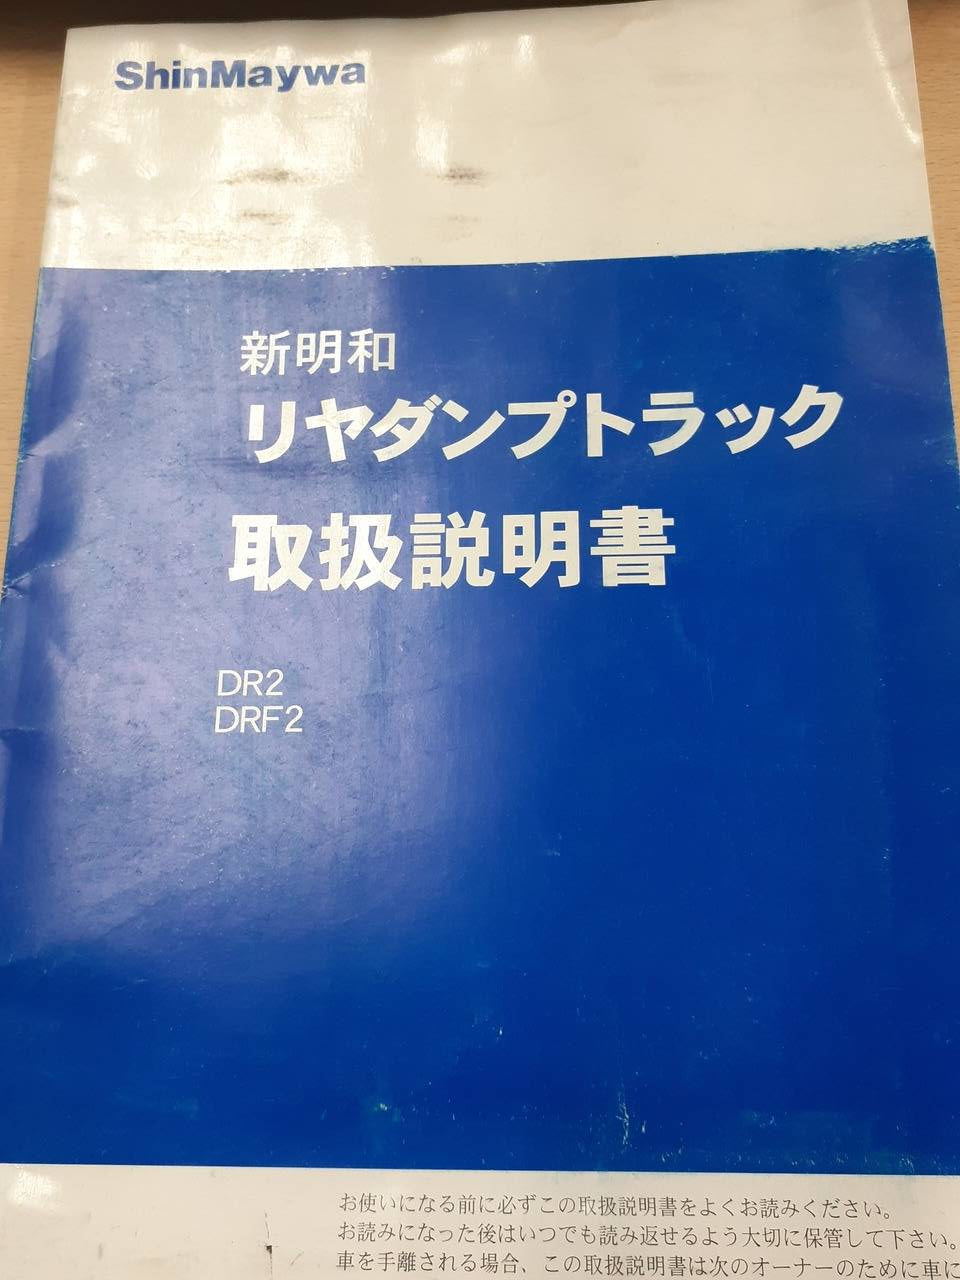 ShinMaywa
新明和
リヤダンプトラック
取扱説明書
DR2
DRF2
お使いになる前に必ずこの取扱説明書をよくお読みください。
お読みになった後はいつでも読み返せるよう大切に保管して下さい。
車を手離される場合、この取扱説明書は次のオーナーのために車に